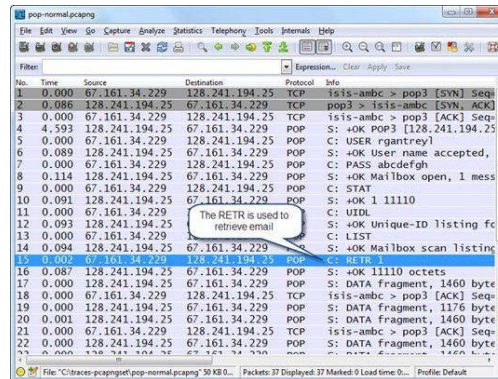 pop-normal.pcapng
File Edit View Go Capture Analyze Statistics Telephony Tools Internals Help
Filter: Expression... Clear Apply Save
No. Time Source Destination Protocol Info
1 0.000 67.161.34.229 128.241.194.25 TCP isis-ambc > pop3 [SYN] Seq=
2 0.086 128.241.194.25 67.161.34.229 TCP pop3 > isis-ambc [SYN, ACK]
3 0.000 67.161.34.229 128.241.194.25 TCP isis-ambc > pop3 [ACK] Seq=
4 4.593 128.241.194.25 67.161.34.229 POP S: +OK POP3 [128.241.194.25
5 0.000 67.161.34.229 128.241.194.25 POP C: USER rgantreyl
6 0.089 128.241.194.25 67.161.34.229 POP S: +OK User name accepted,
7 0.000 67.161.34.229 128.241.194.25 POP C: PASS abcdefgh
8 0.114 128.241.194.25 67.161.34.229 POP S: +OK Mailbox open, 1 mess
9 0.000 67.161.34.229 128.241.194.25 POP C: STAT
10 0.091 128.241.194.25 67.161.34.229 POP S: +OK 1 11110
11 0.000 67.161.34.229 POP C: UIDL
12 0.093 128.241.194.25 POP S: +OK Unique-ID listing fo
13 0.000 67.161.34.229 POP C: LIST
14 0.094 128.241.194.25 67.161.34.229 POP S: +OK Mailbox scan listing
The RETR is used to
retrieve email
15 0.002 67.161.34.229 128.241.194.25 POP C: RETR 1
16 0.087 128.241.194.25 67.161.34.229 POP S: +OK 11110 octets
17 0.000 128.241.194.25 67.161.34.229 POP S: DATA fragment, 1460 byte
18 0.000 67.161.34.229 128.241.194.25 TCP isis-ambc > pop3 [ACK] Seq=
19 0.000 128.241.194.25 67.161.34.229 POP S: DATA fragment, 1176 byte
20 0.001 128.241.194.25 67.161.34.229 POP S: DATA fragment, 1460 byte
21 0.000 67.161.34.229 128.241.194.25 TCP isis-ambc > pop3 [ACK] Seq=
22 0.000 128.241.194.25 67.161.34.229 POP S: DATA fragment, 1460 byte
File: "C:\traces-pcapngset\pop-normal.pcapng" 50 KB 0... Packets: 37 Displayed: 37 Marked: 0 Load time: 0:... Profile: Default